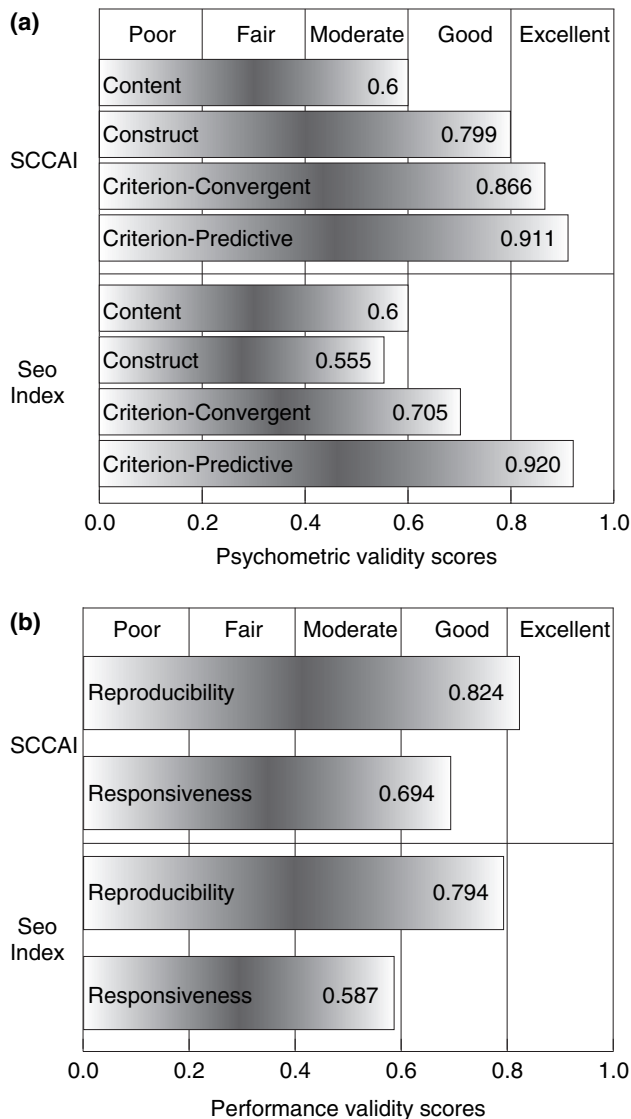 (a)
Poor Fair Moderate Good Excellent
SCCAI
Content 0.6
Construct 0.799
Criterion-Convergent 0.866
Criterion-Predictive 0.911
Seo
Index
Content 0.6
Construct 0.555
Criterion-Convergent 0.705
Criterion-Predictive 0.920
0.0 0.2 0.4 0.6 0.8 1.0
Psychometric validity scores
(b)
Poor Fair Moderate Good Excellent
SCCAI
Reproducibility 0.824
Responsiveness 0.694
Seo
Index
Reproducibility 0.794
Responsiveness 0.587
0.0 0.2 0.4 0.6 0.8 1.0
Performance validity scores